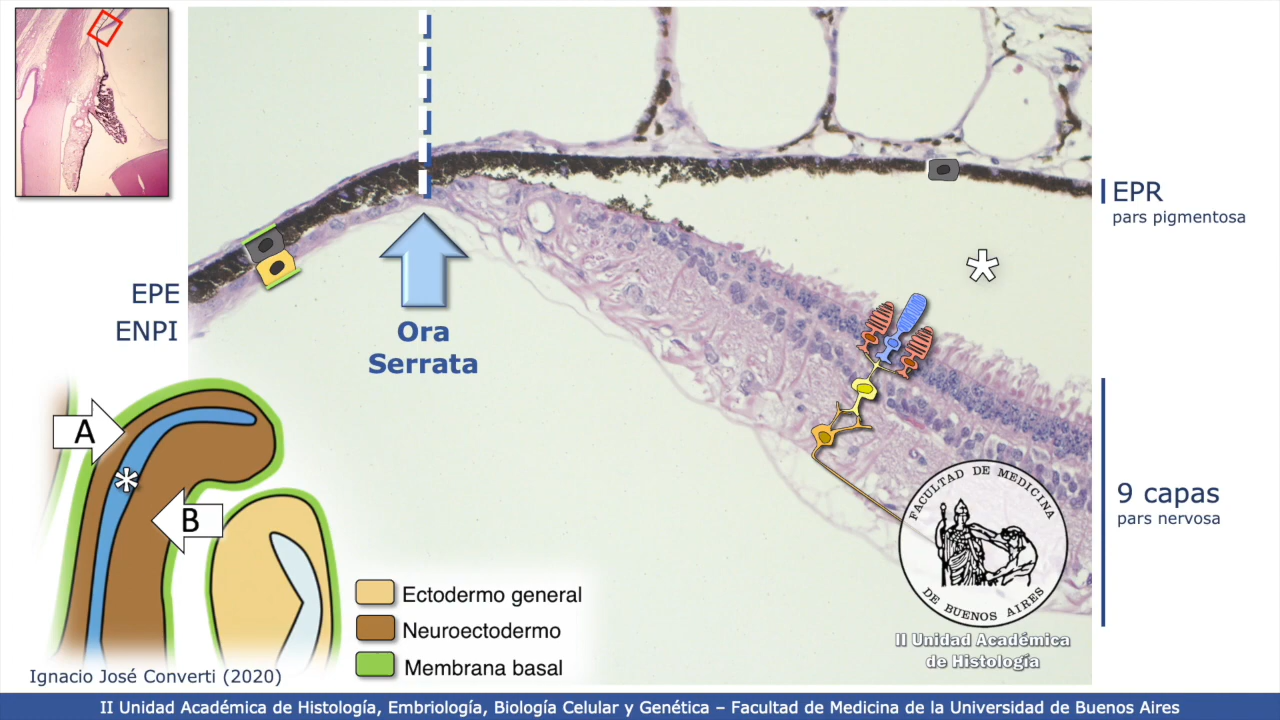 EPR
pars pigmentosa
EPE
ENPI
Ora
Serrata
*
A
*
B
9 capas
pars nervosa
FACULTAD DE MEDICINA
DE BUENOS AIRES
II Unidad Académica
de Histología
Ectodermo general
Neuroectodermo
Membrana basal
Ignacio José Converti (2020)
II Unidad Académica de Histología, Embriología, Biología Celular y Genética – Facultad de Medicina de la Universidad de Buenos Aires